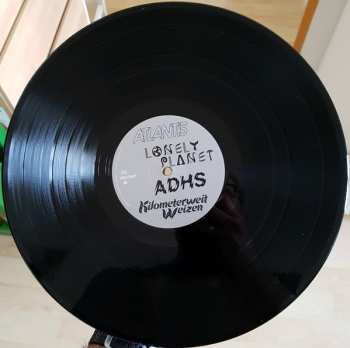 ATLANTIS
LONELY
PLANET
ADHS
Kilometerweit
Weizen